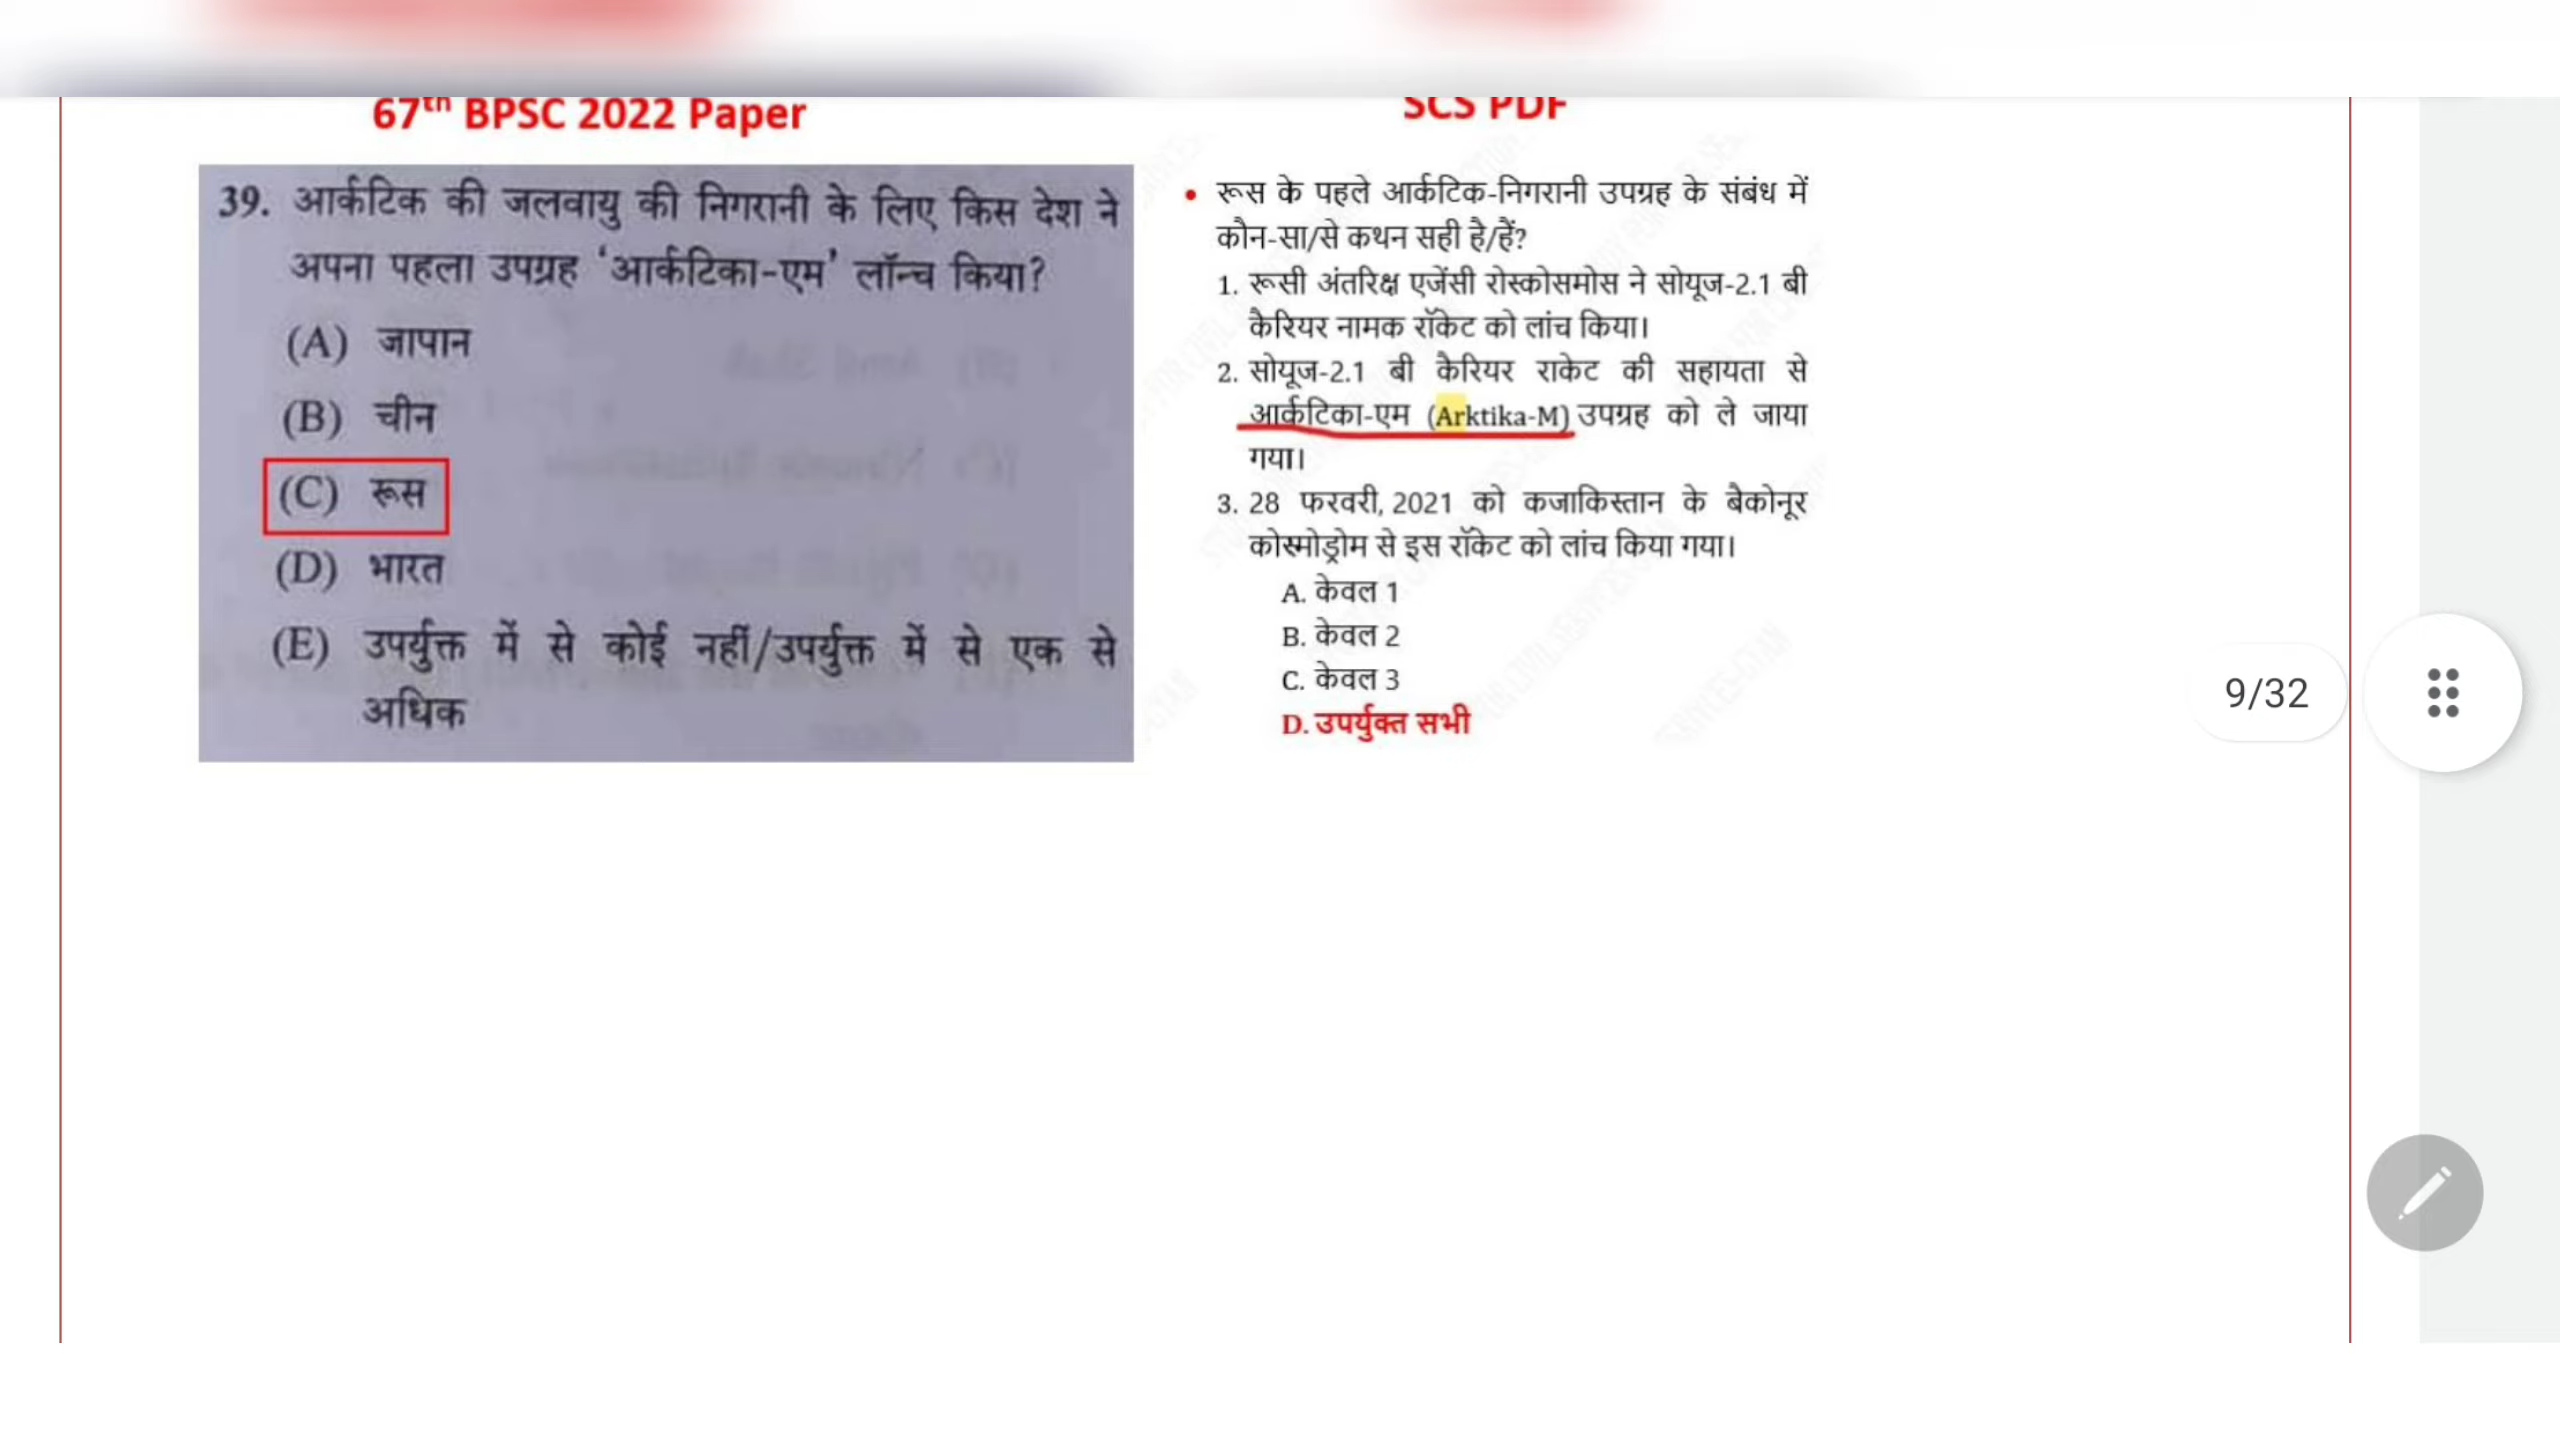 67th BPSC 2022 Paper
39. आर्कटिक की जलवायु की निगरानी के लिए किस देश ने
अपना पहला उपग्रह ‘आर्कटिका-एम’ लॉन्च किया?
(A) जापान
(B) चीन
(C) रूस
(D) भारत
(E) उपर्युक्त में से कोई नहीं/उपर्युक्त में से एक से
अधिक
SCS PDF
• रूस के पहले आर्कटिक-निगरानी उपग्रह के संबंध में
कौन-सा/से कथन सही है/हैं?
1. रूसी अंतरिक्ष एजेंसी रोस्कोसमोस ने सोयूज-2.1 बी
कैरियर नामक रॉकेट को लांच किया।
2. सोयूज-2.1 बी कैरियर राकेट की सहायता से
आर्कटिका-एम (Arktika-M) उपग्रह को ले जाया
गया।
3. 28 फरवरी, 2021 को कजाकिस्तान के बैकोनूर
कोस्मोड्रोम से इस रॉकेट को लांच किया गया।
A. केवल 1
B. केवल 2
C. केवल 3
D. उपर्युक्त सभी
9/32